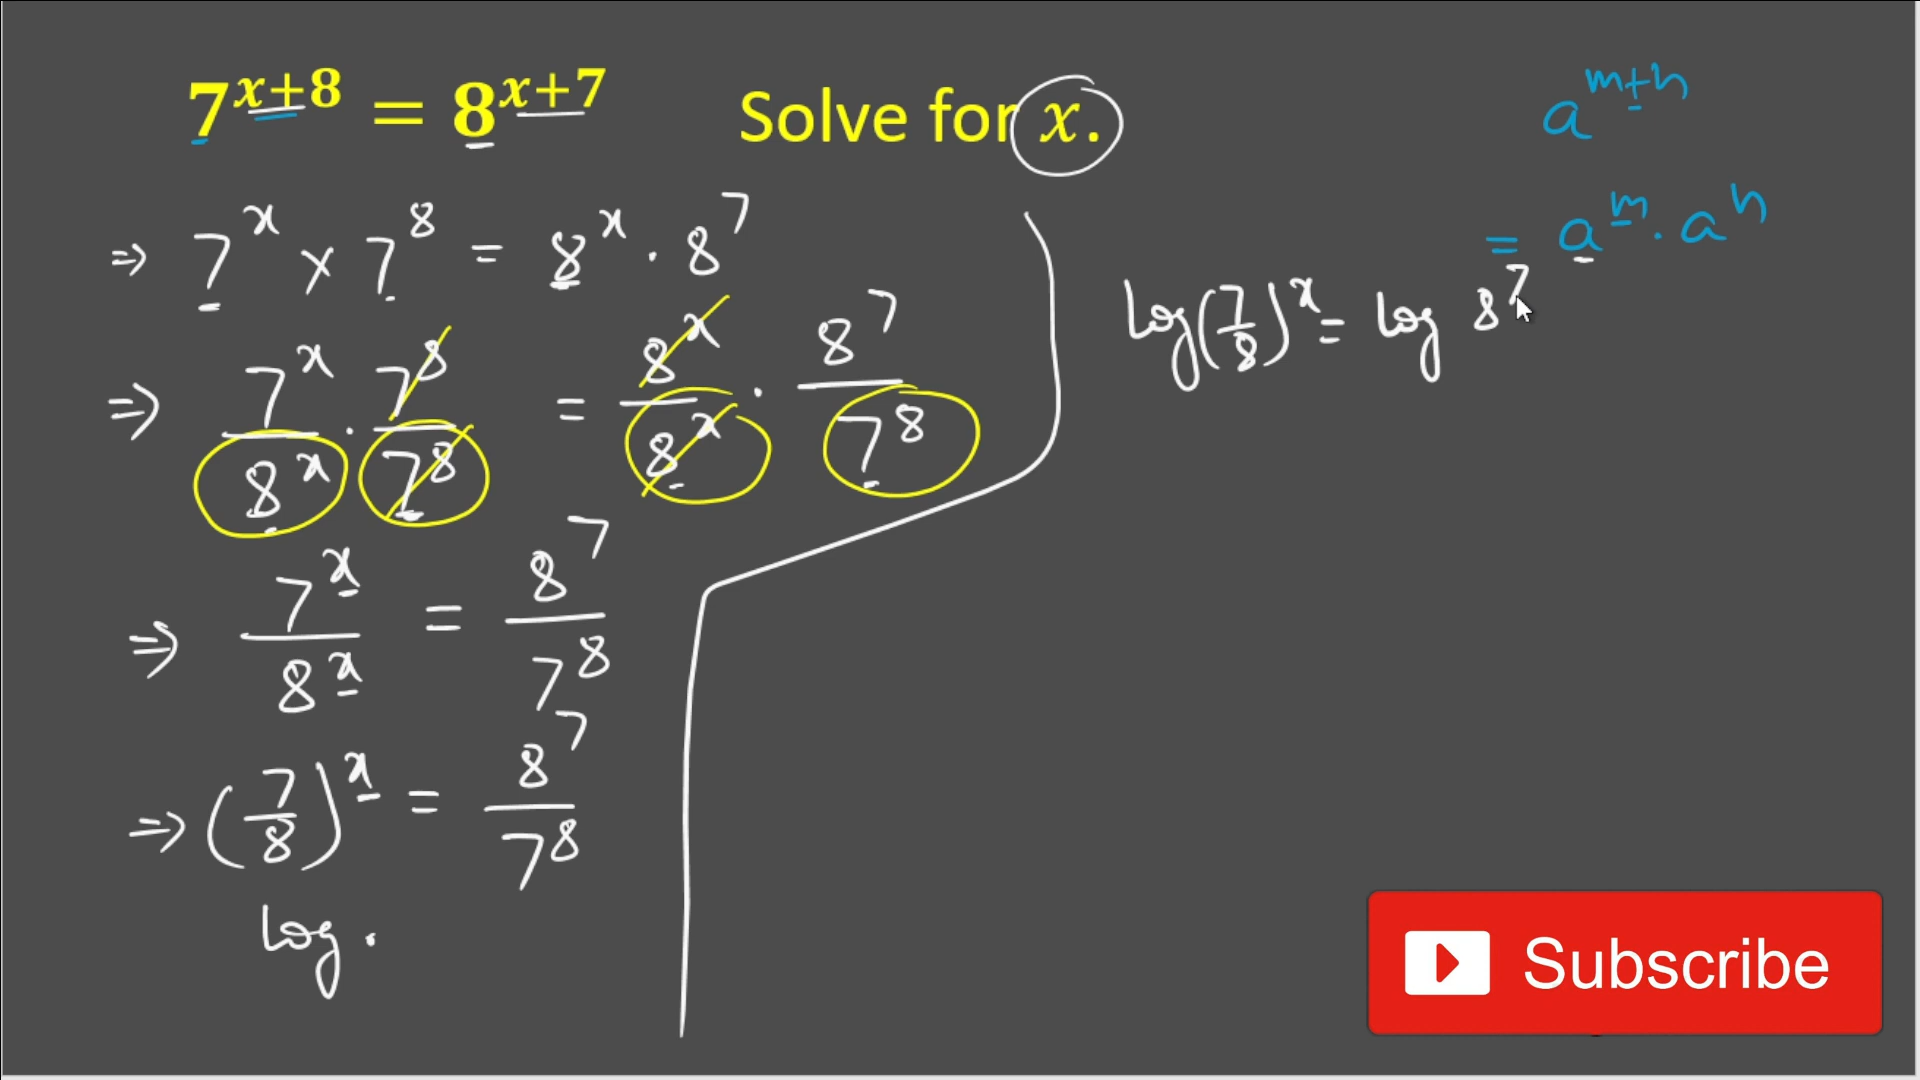 7^{x+8} = 8^{x+7} Solve for x.
⇒ 7^x × 7^8 = 8^x · 8^7
⇒ 7^x/8^x · 7^8/7^8 = 8^x/8^x · 8^7/7^8
⇒ 7^x/8^x = 8^7/7^8
⇒ (7/8)^x = 8^7/7^8
log ·
a^{m+n}
= a^m · a^n
log(7/8)^x = log 8^7
Subscribe